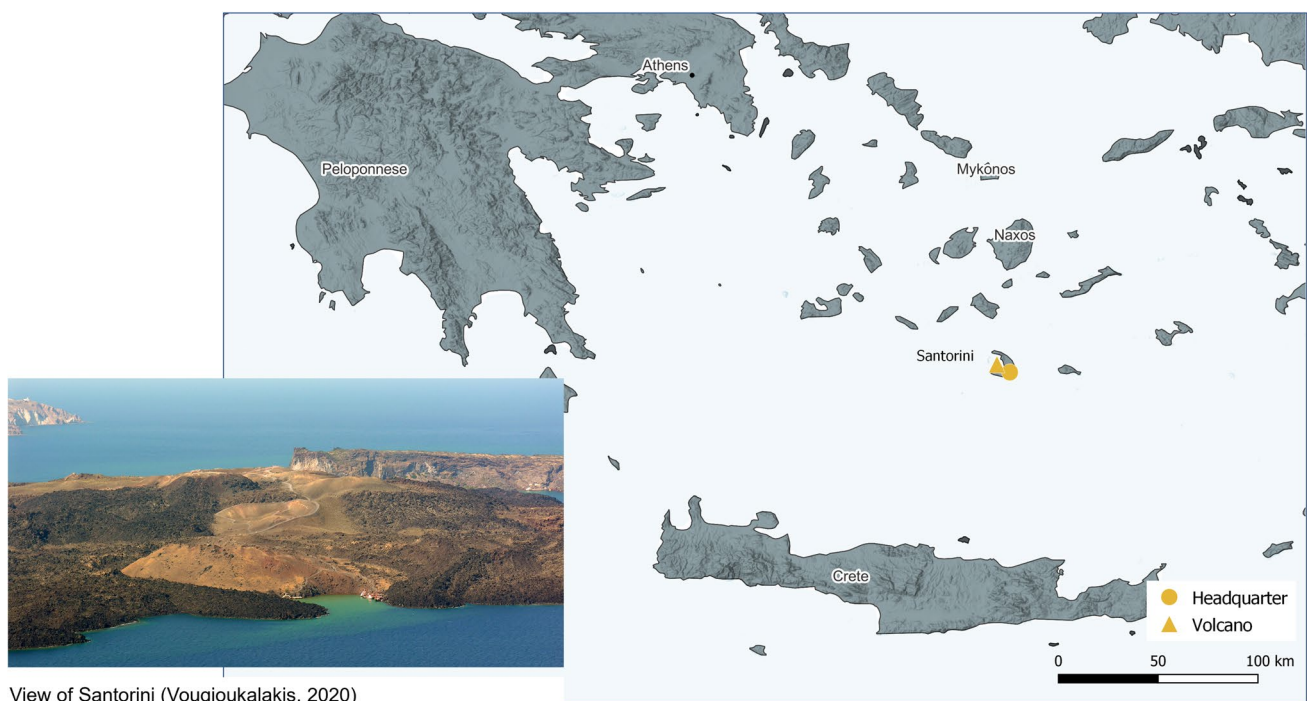 Athens
Peloponnese
Mykônos
Naxos
Santorini
Crete
Headquarter
Volcano
0 50 100 km
View of Santorini (Vougioukalakis, 2020)